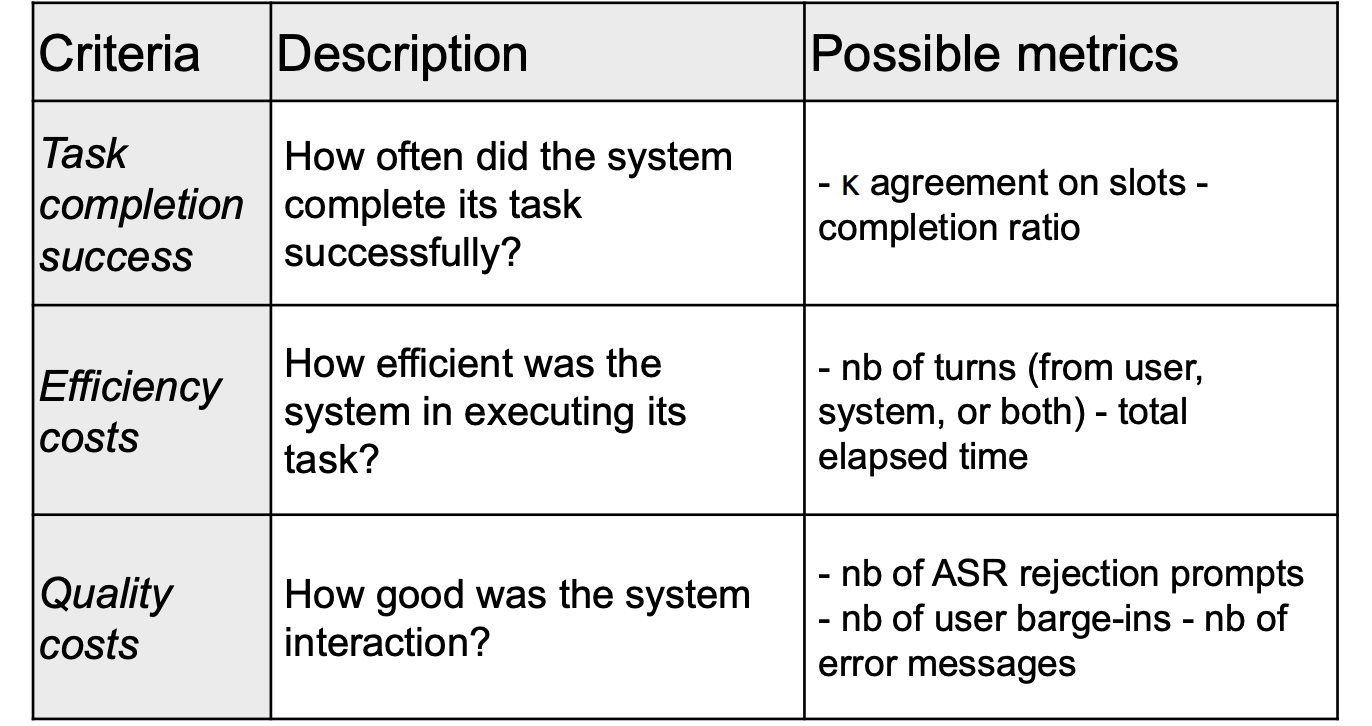 Criteria
Description
Possible metrics
Task
completion
success
How often did the system
complete its task
successfully?
- κ agreement on slots -
completion ratio
Efficiency
costs
How efficient was the
system in executing its
task?
- nb of turns (from user,
system, or both) - total
elapsed time
Quality
costs
How good was the system
interaction?
- nb of ASR rejection prompts
- nb of user barge-ins - nb of
error messages